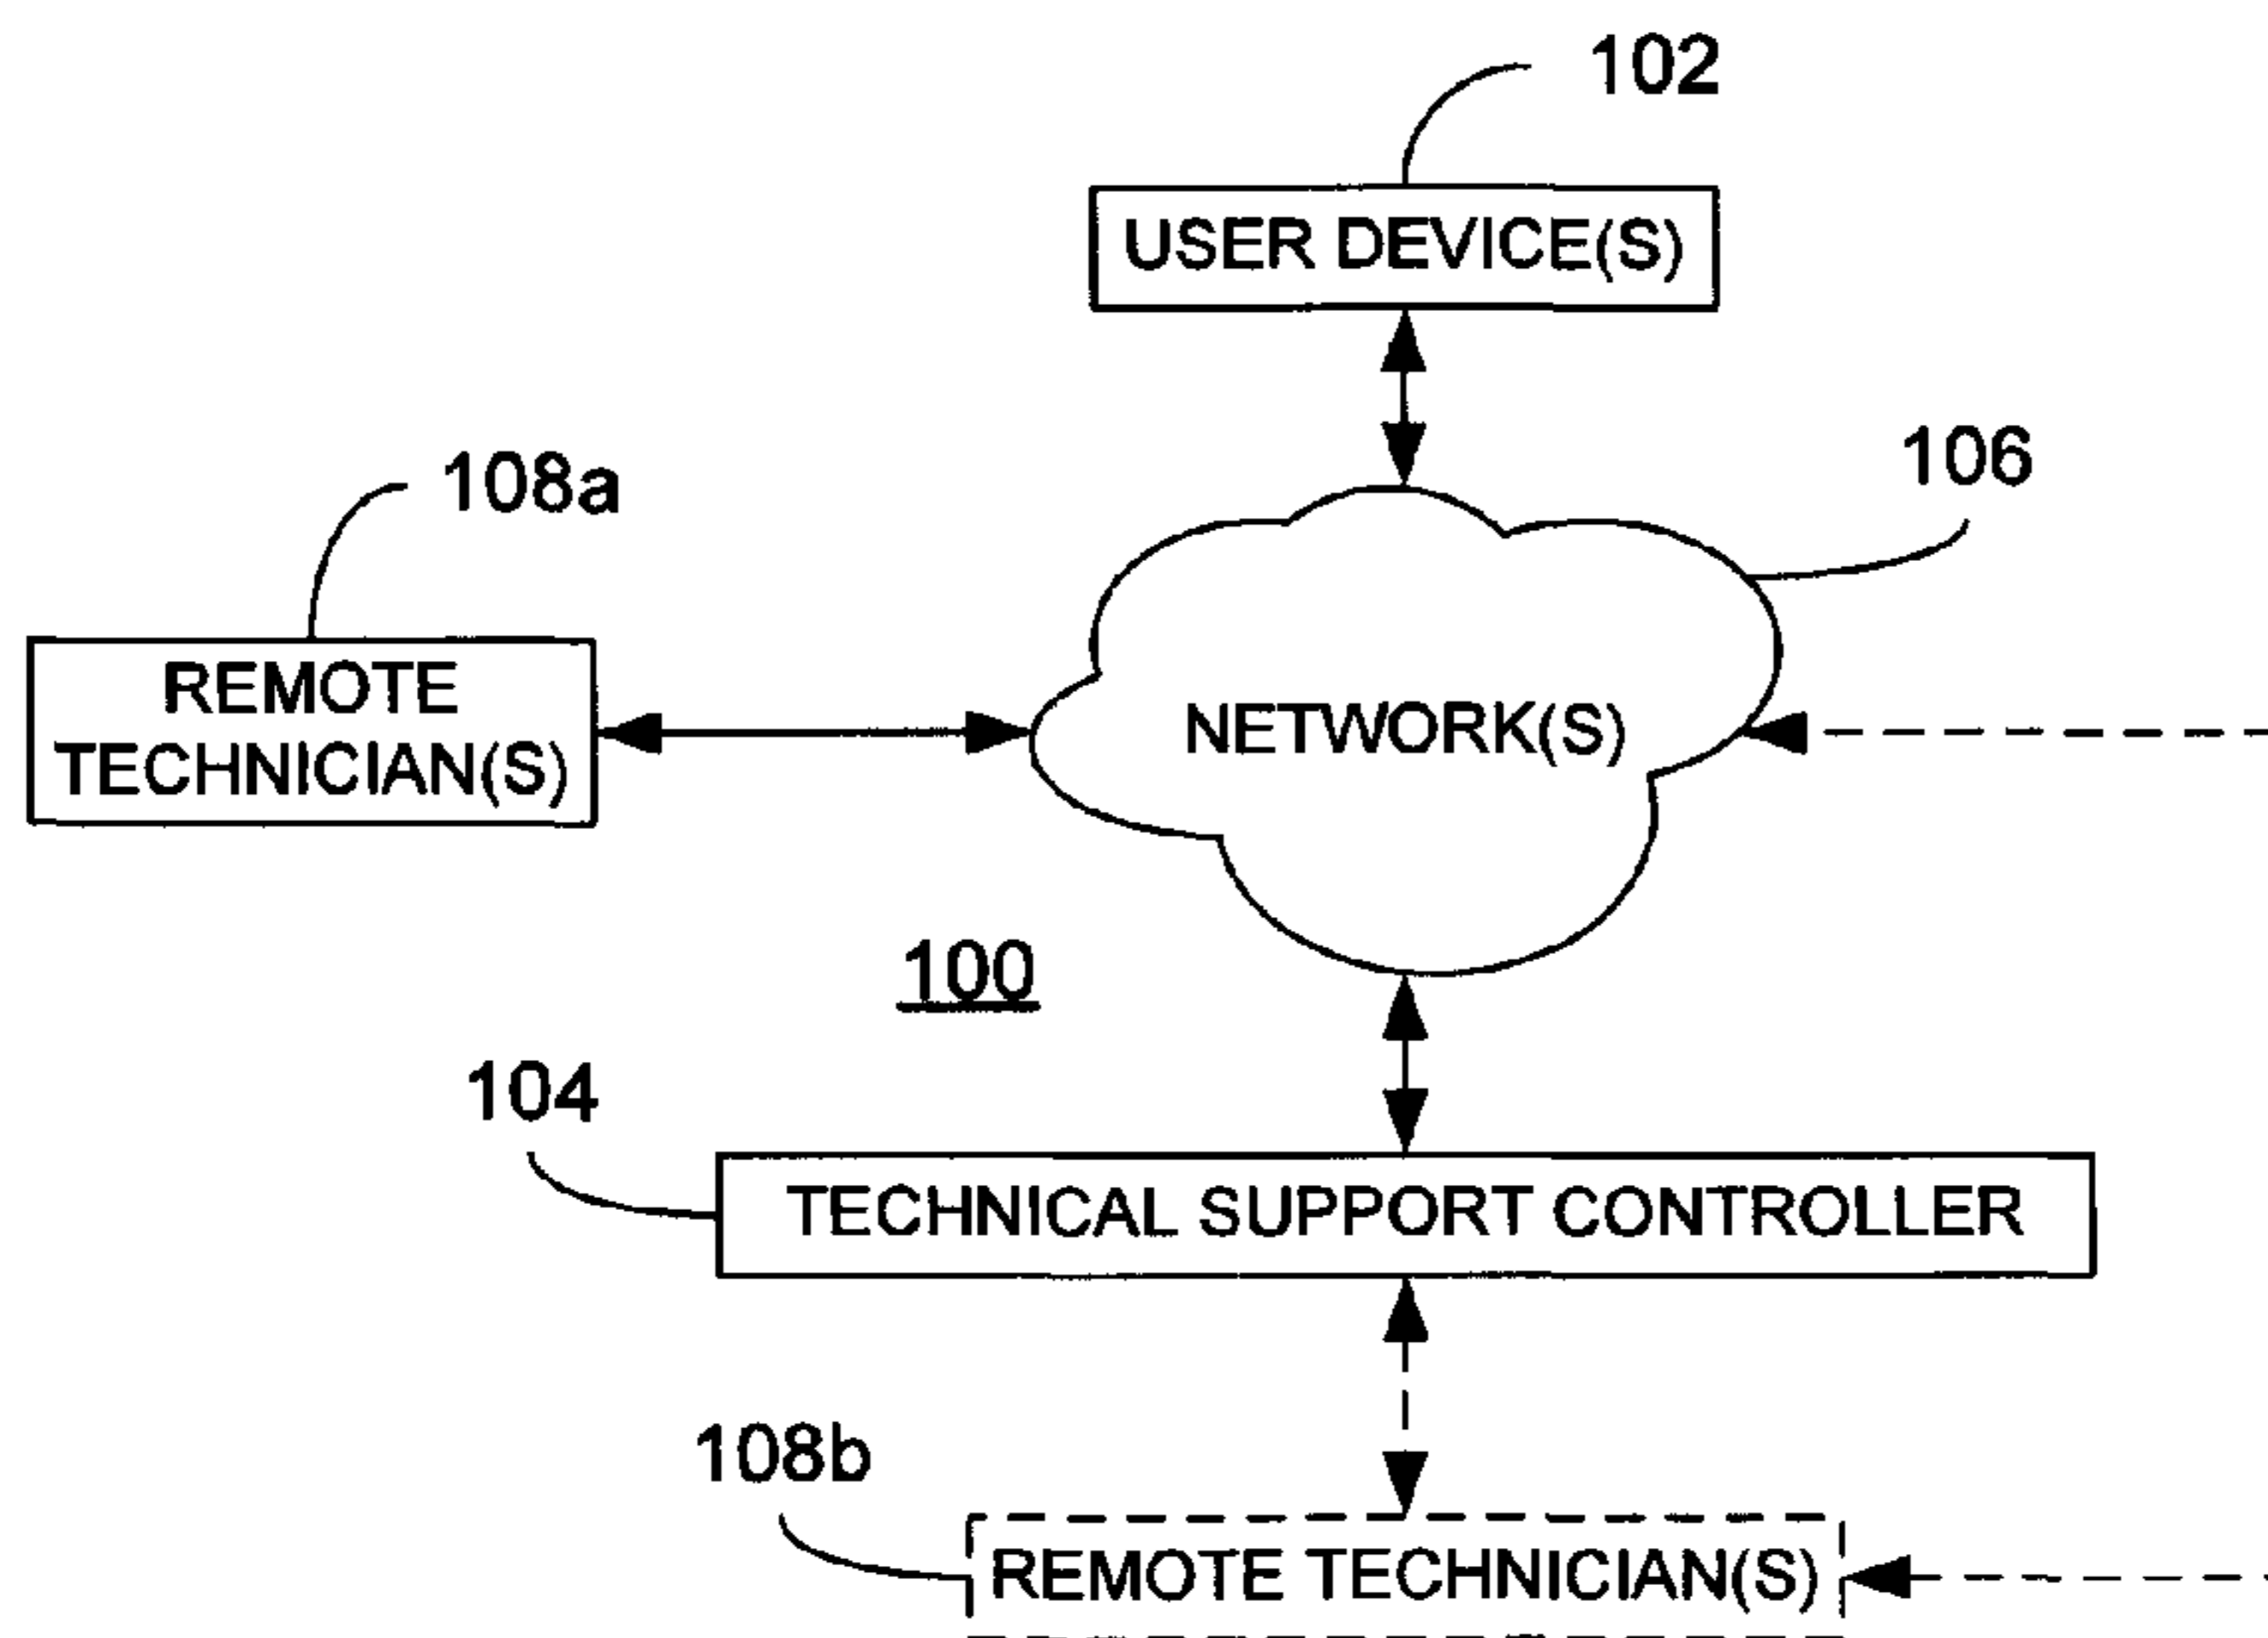 102
USER DEVICE(S)
106
108a
REMOTE
TECHNICIAN(S)
NETWORK(S)
100
104
TECHNICAL SUPPORT CONTROLLER
108b
REMOTE TECHNICIAN(S)